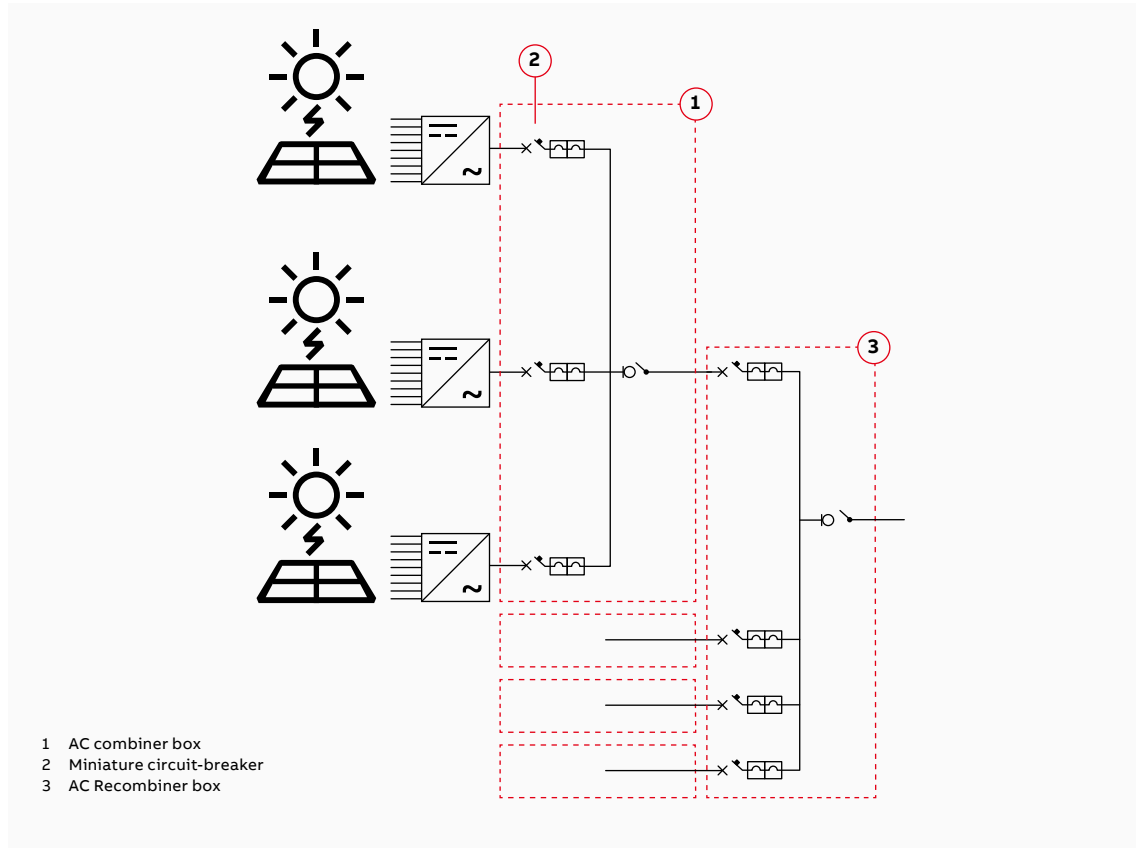 2
1
3
1 AC combiner box
2 Miniature circuit-breaker
3 AC Recombiner box